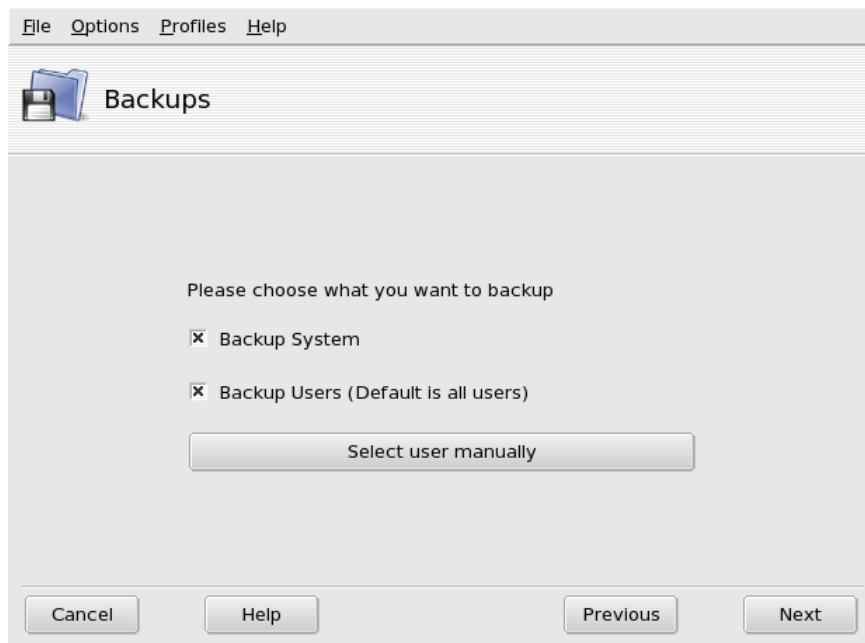 File Options Profiles Help
Backups
Please choose what you want to backup
Backup System
Backup Users (Default is all users)
Select user manually
Cancel Help Previous Next